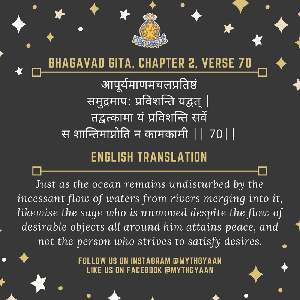 BHAGAVAD GITA, CHAPTER 2, VERSE 70
आपूर्यमाणमचलप्रतिष्ठं
समुद्रमाप: प्रविशन्ति यद्वत् |
तद्वत्कामा यं प्रविशन्ति सर्वे
स शान्तिमाप्नोति न कामकामी || 70||
ENGLISH TRANSLATION
Just as the ocean remains undisturbed by the
incessant flow of waters from rivers merging into it,
likewise the sage who is unmoved despite the flow of
desirable objects all around him attains peace, and
not the person who strives to satisfy desires.
FOLLOW US ON INSTAGRAM @MYTHGYAAN
LIKE US ON FACEBOOK @MYTHGYAAN